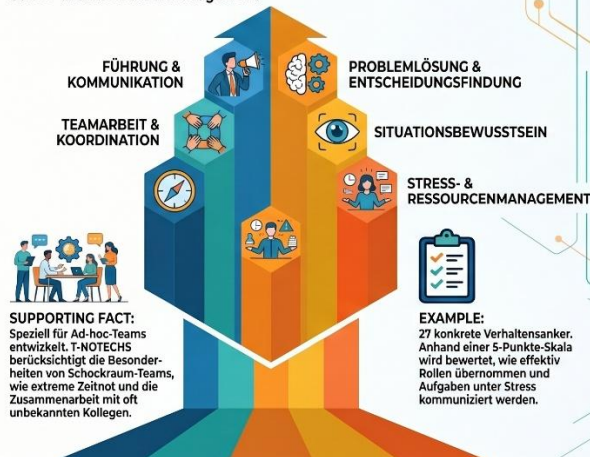 FÜHRUNG &
KOMMUNIKATION
PROBLEMLÖSUNG &
ENTSCHEIDUNGSFINDUNG
TEAMARBEIT &
KOORDINATION
SITUATIONSBEWUSSTSEIN
STRESS- &
RESSOURCENMANAGEMENT
SUPPORTING FACT:
Speziell für Ad-hoc-Teams
entwickelt. T-NOTECHS
berücksichtigt die Besonder-
heiten von Schockraum-Teams,
wie extreme Zeitnot und die
Zusammenarbeit mit oft
unbekannten Kollegen.
EXAMPLE:
27 konkrete Verhaltensanker.
Anhand einer 5-Punkte-Skala
wird bewertet, wie effektiv
Rollen übernommen und
Aufgaben unter Stress
kommuniziert werden.